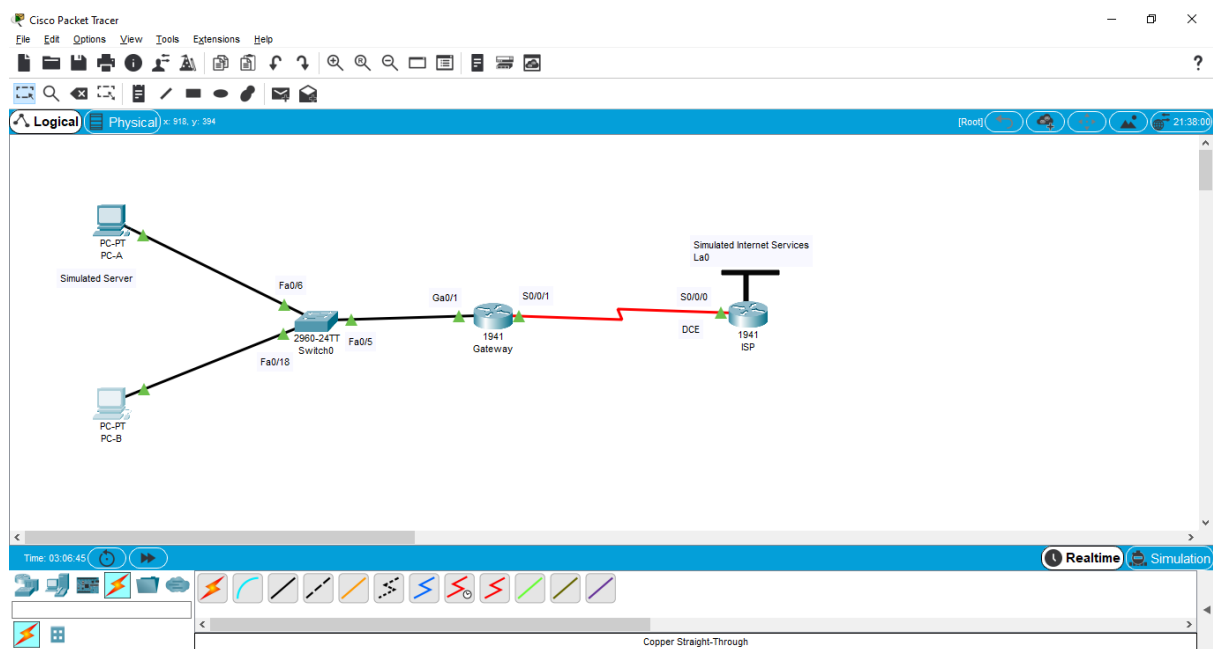 Cisco Packet Tracer
File Edit Options View Tools Extensions Help
?
Logical Physical x: 918, y: 394 [Root] 21:38:00
PC-PT
PC-A
Simulated Server
Fa0/6
2960-24TT
Switch0
Fa0/5
Fa0/18
PC-PT
PC-B
Ga0/1
S0/0/1
1941
Gateway
Simulated Internet Services
La0
S0/0/0
DCE
1941
ISP
Time: 03:06:45 Realtime Simulation
Copper Straight-Through